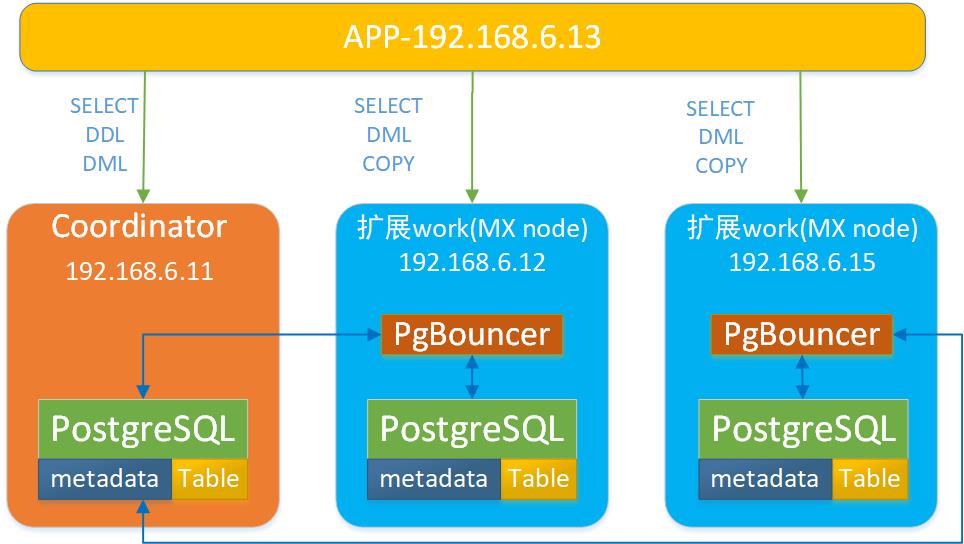 APP-192.168.6.13
SELECT
DDL
DML
SELECT
DML
COPY
SELECT
DML
COPY
Coordinator
192.168.6.11
PostgreSQL
metadata
Table
扩展work(MX node)
192.168.6.12
PgBouncer
PostgreSQL
metadata
Table
扩展work(MX node)
192.168.6.15
PgBouncer
PostgreSQL
metadata
Table